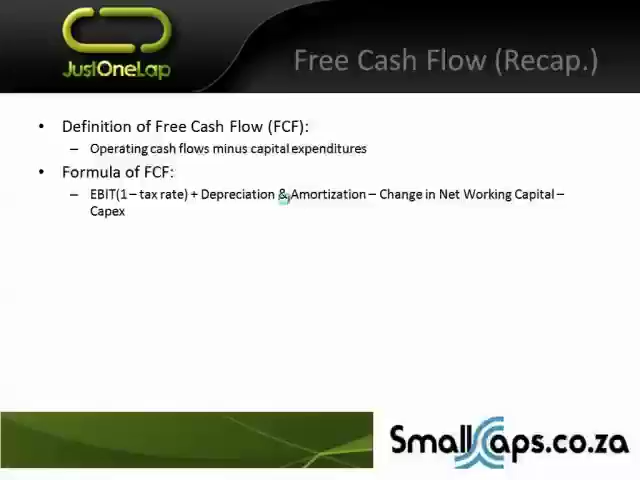 JustOneLap
Free Cash Flow (Recap.)
• Definition of Free Cash Flow (FCF):
– Operating cash flows minus capital expenditures
• Formula of FCF:
– EBIT(1 – tax rate) + Depreciation & Amortization – Change in Net Working Capital –
Capex
SmallCaps.co.za